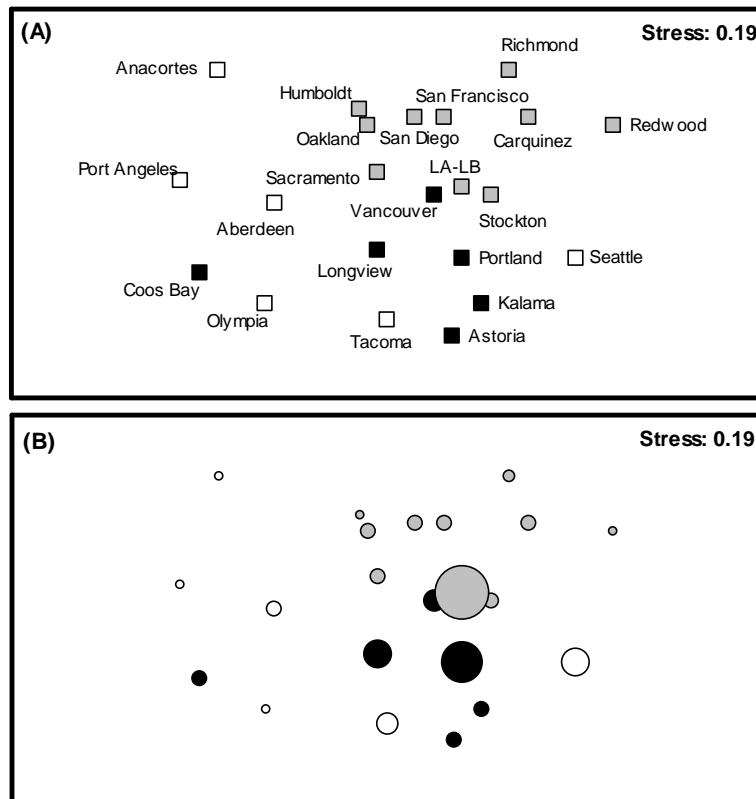 (A)
Stress: 0.19
Richmond
Anacortes
Humboldt
San Francisco
Oakland
San Diego
Carquinez
Redwood
Port Angeles
Sacramento
LA-LB
Aberdeen
Vancouver
Stockton
Longview
Portland
Seattle
Coos Bay
Olympia
Kalama
Tacoma
Astoria
(B)
Stress: 0.19